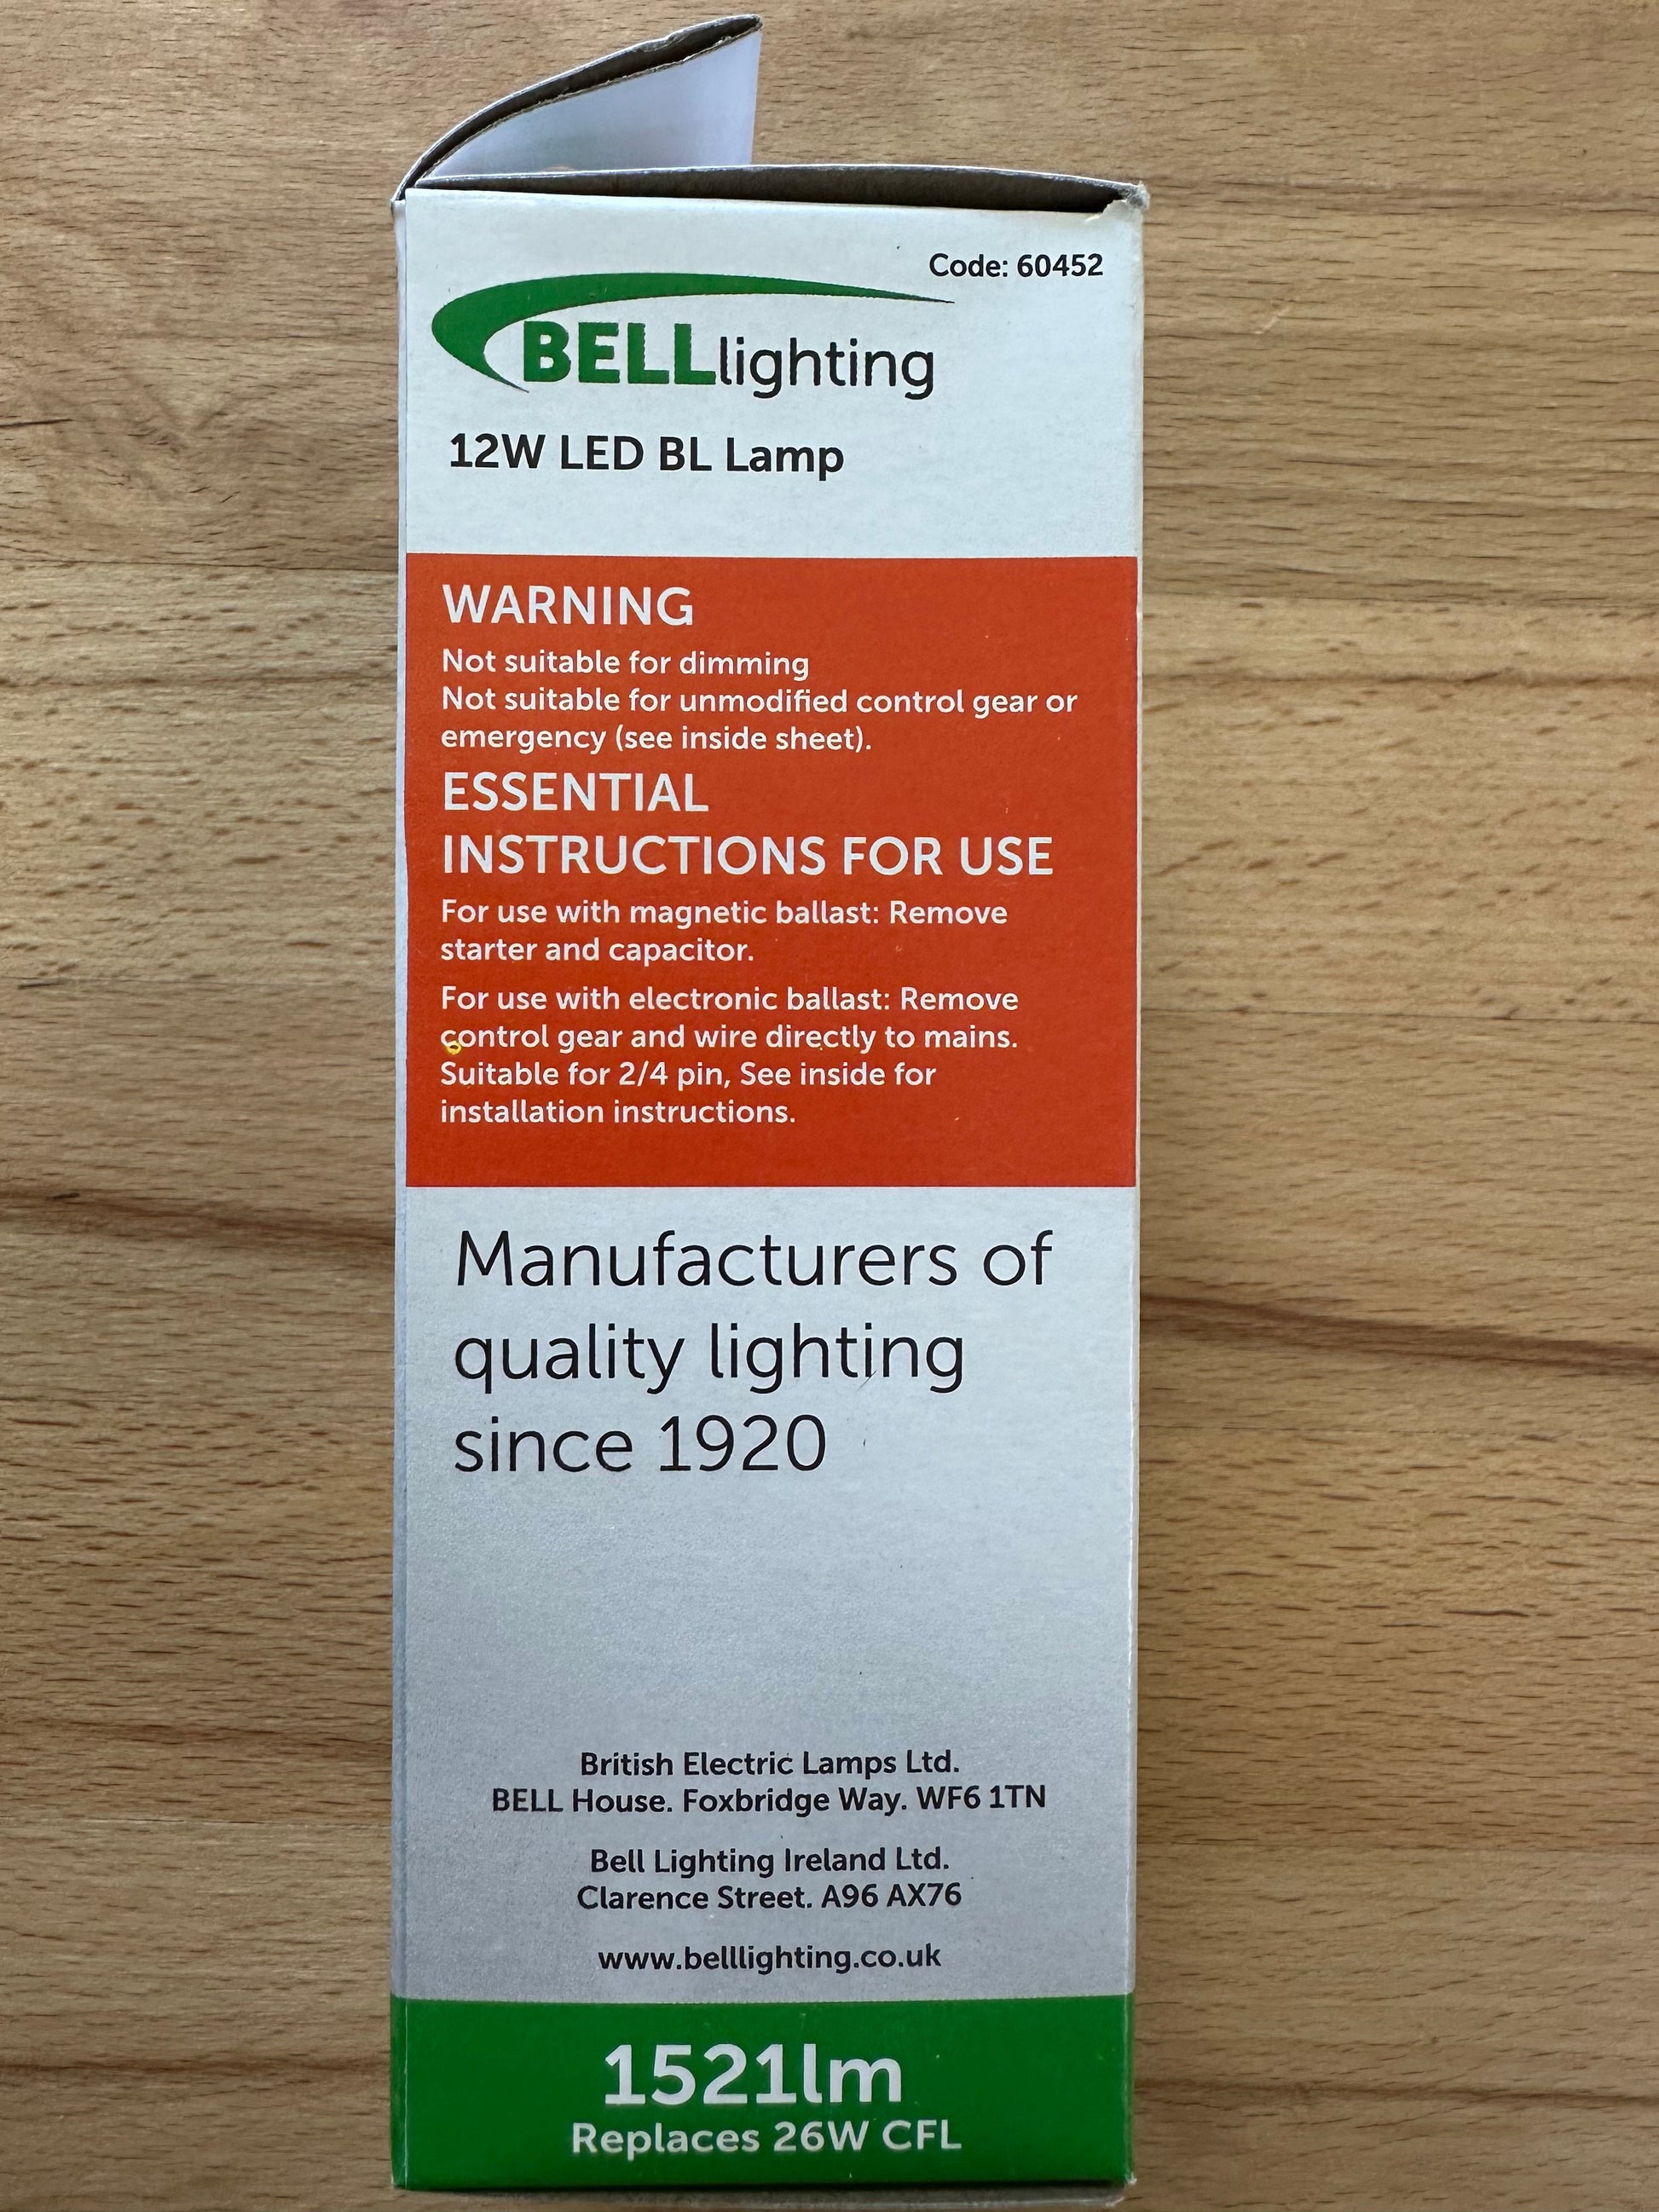 Code: 60452
BELLlighting
12W LED BL Lamp
WARNING
Not suitable for dimming
Not suitable for unmodified control gear or
emergency (see inside sheet).
ESSENTIAL
INSTRUCTIONS FOR USE
For use with magnetic ballast: Remove
starter and capacitor.
For use with electronic ballast: Remove
control gear and wire directly to mains.
Suitable for 2/4 pin, See inside for
installation instructions.
Manufacturers of
quality lighting
since 1920
British Electric Lamps Ltd.
BELL House. Foxbridge Way. WF6 1TN
Bell Lighting Ireland Ltd.
Clarence Street. A96 AX76
www.belllighting.co.uk
1521lm
Replaces 26W CFL